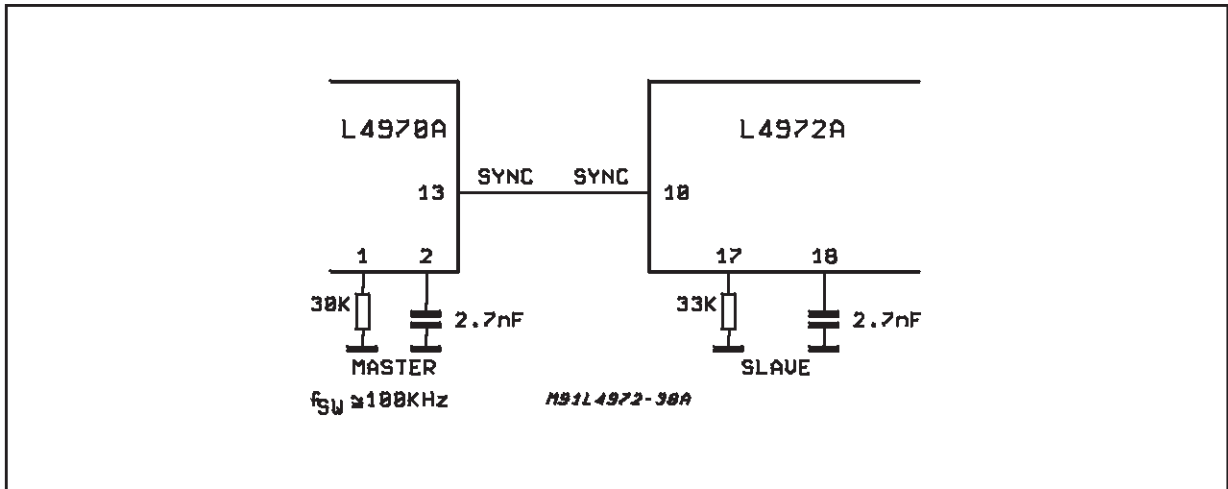 L4970A
L4972A
SYNC SYNC
13
10
1 2
17 18
30K
2.7nF
33K
2.7nF
MASTER
SLAVE
fSW ≅100KHz
M91L4972-30A